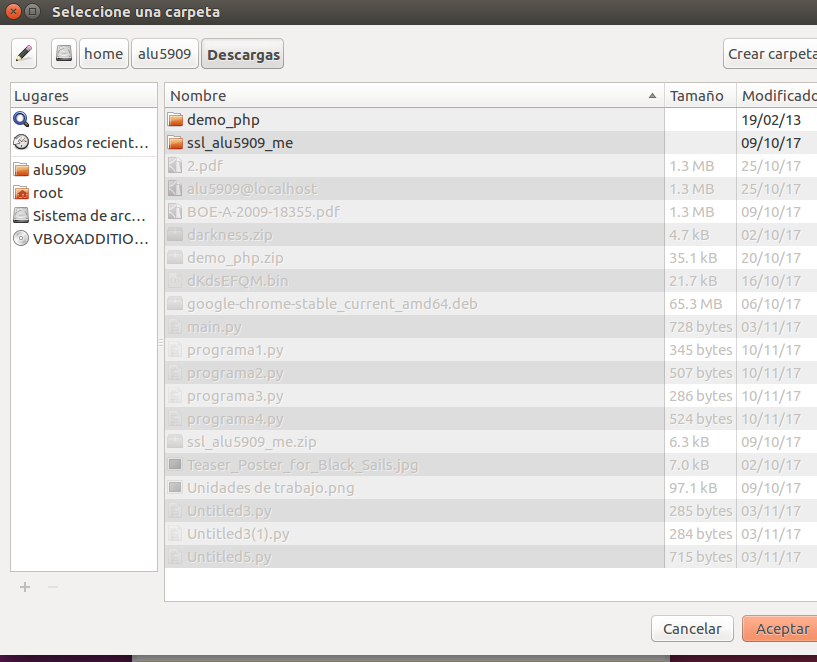 Seleccione una carpeta
home alu5909 Descargas Crear carpeta
Lugares
Buscar
Usados recient...
alu5909
root
Sistema de arc...
VBOXADDITIO...
Nombre Tamaño Modificado
demo_php 19/02/13
ssl_alu5909_me 09/10/17
2.pdf 1.3 MB 25/10/17
alu5909@localhost 1.3 MB 25/10/17
BOE-A-2009-18355.pdf 1.3 MB 09/10/17
darkness.zip 4.7 kB 02/10/17
demo_php.zip 35.1 kB 20/10/17
dKdsEFQM.bin 21.7 kB 16/10/17
google-chrome-stable_current_amd64.deb 65.3 MB 06/10/17
main.py 728 bytes 03/11/17
programa1.py 345 bytes 10/11/17
programa2.py 507 bytes 10/11/17
programa3.py 286 bytes 10/11/17
programa4.py 524 bytes 10/11/17
ssl_alu5909_me.zip 6.3 kB 09/10/17
Teaser_Poster_for_Black_Sails.jpg 7.0 kB 02/10/17
Unidades de trabajo.png 97.1 kB 09/10/17
Untitled3.py 285 bytes 03/11/17
Untitled3(1).py 284 bytes 03/11/17
Untitled5.py 715 bytes 03/11/17
Cancelar Aceptar